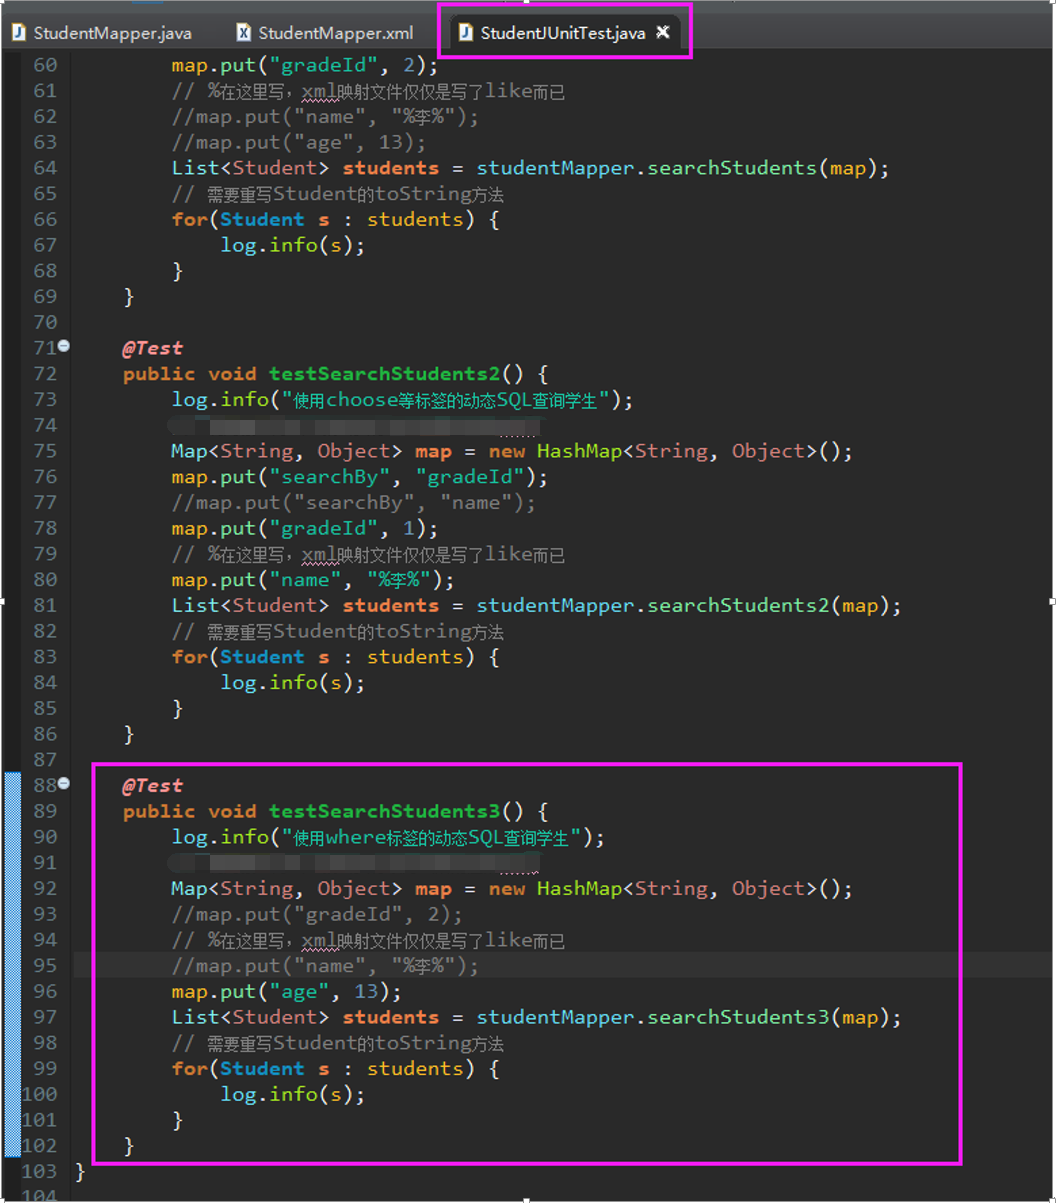 StudentMapper.java StudentMapper.xml StudentJUnitTest.java
60 map.put("gradeId", 2);
61 // %在这里写，xml映射文件仅仅是写了like而已
62 //map.put("name", "%李%");
63 //map.put("age", 13);
64 List<Student> students = studentMapper.searchStudents(map);
65 // 需要重写Student的toString方法
66 for(Student s : students) {
67 log.info(s);
68 }
69 }
70
71 @Test
72 public void testSearchStudents2() {
73 log.info("使用choose等标签的动态SQL查询学生");
74
75 Map<String, Object> map = new HashMap<String, Object>();
76 map.put("searchBy", "gradeId");
77 //map.put("searchBy", "name");
78 map.put("gradeId", 1);
79 // %在这里写，xml映射文件仅仅是写了like而已
80 map.put("name", "%李%");
81 List<Student> students = studentMapper.searchStudents2(map);
82 // 需要重写Student的toString方法
83 for(Student s : students) {
84 log.info(s);
85 }
86 }
87
88 @Test
89 public void testSearchStudents3() {
90 log.info("使用where标签的动态SQL查询学生");
91
92 Map<String, Object> map = new HashMap<String, Object>();
93 //map.put("gradeId", 2);
94 // %在这里写，xml映射文件仅仅是写了like而已
95 //map.put("name", "%李%");
96 map.put("age", 13);
97 List<Student> students = studentMapper.searchStudents3(map);
98 // 需要重写Student的toString方法
99 for(Student s : students) {
100 log.info(s);
101 }
102 }
103 }
104